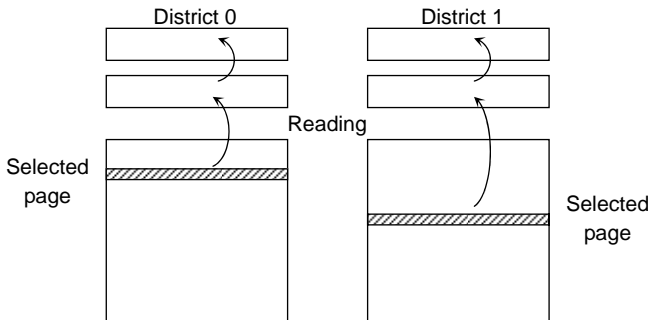 District 0
District 1
Reading
Selected
page
Selected
page